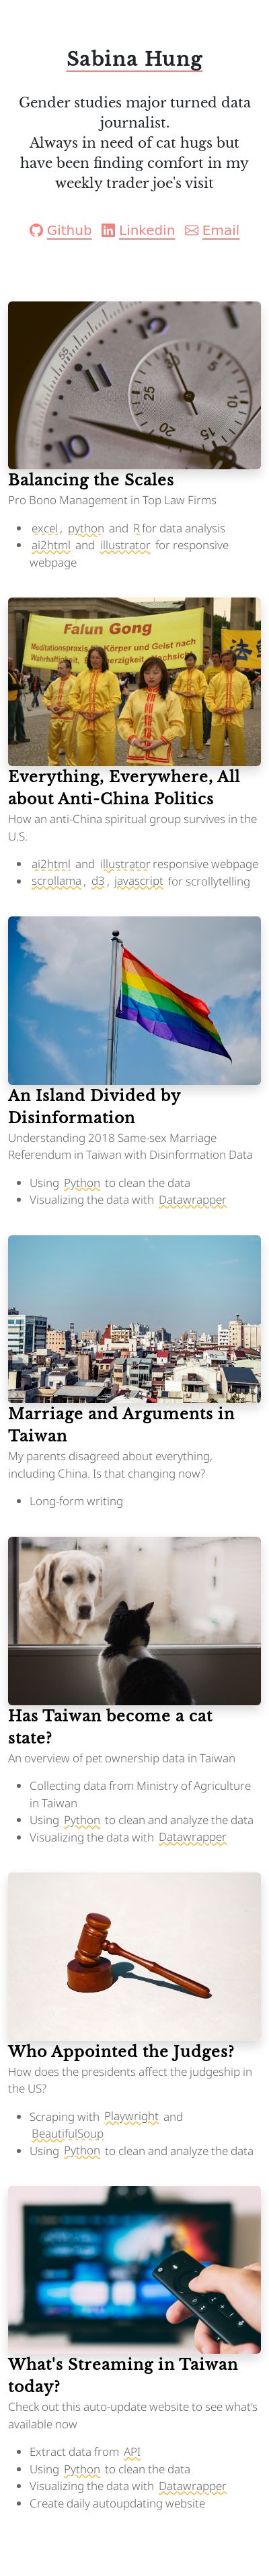 Sabina Hung
Gender studies major turned data
journalist.
Always in need of cat hugs but
have been finding comfort in my
weekly trader joe's visit
Github Linkedin Email
55
11
10
25
5
10
20
15
Balancing the Scales
Pro Bono Management in Top Law Firms
excel, python and R for data analysis
ai2html and illustrator for responsive
webpage
Falun Gong
Meditationspraxis Körper und Geist nach
Wahrhaftigkeit, Barmherzigkeit Nachsicht
法
Everything, Everywhere, All
about Anti-China Politics
How an anti-China spiritual group survives in the
U.S.
ai2html and illustrator responsive webpage
scrollama, d3, javascript for scrollytelling
An Island Divided by
Disinformation
Understanding 2018 Same-sex Marriage
Referendum in Taiwan with Disinformation Data
Using Python to clean the data
Visualizing the data with Datawrapper
Marriage and Arguments in
Taiwan
My parents disagreed about everything,
including China. Is that changing now?
Long-form writing
Has Taiwan become a cat
state?
An overview of pet ownership data in Taiwan
Collecting data from Ministry of Agriculture
in Taiwan
Using Python to clean and analyze the data
Visualizing the data with Datawrapper
Who Appointed the Judges?
How does the presidents affect the judgeship in
the US?
Scraping with Playwright and
BeautifulSoup
Using Python to clean and analyze the data
What's Streaming in Taiwan
today?
Check out this auto-update website to see what's
available now
Extract data from API
Using Python to clean the data
Visualizing the data with Datawrapper
Create daily autoupdating website